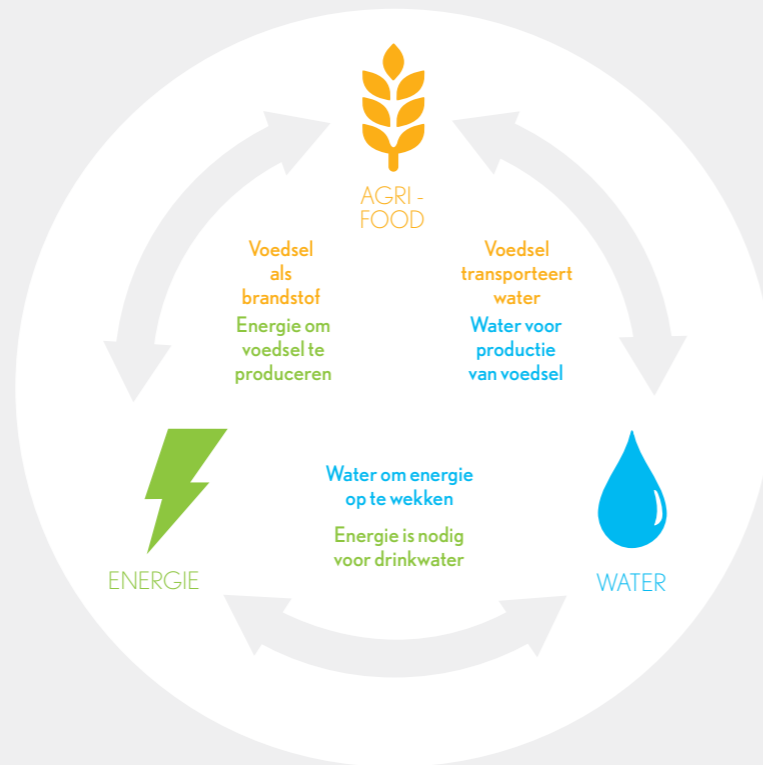 AGRI -
FOOD
Voedsel
als
brandstof
Energie om
voedsel te
produceren
Voedsel
transporteert
water
Water voor
productie
van voedsel
Water om energie
op te wekken
Energie is nodig
voor drinkwater
ENERGIE
WATER